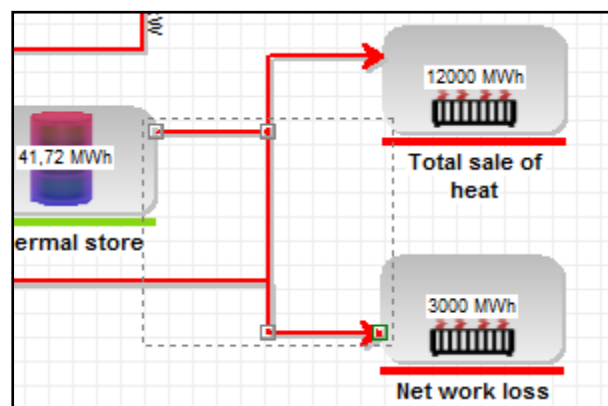 12000 MWh
Total sale of
heat
41,72 MWh
ermal store
3000 MWh
Net work loss